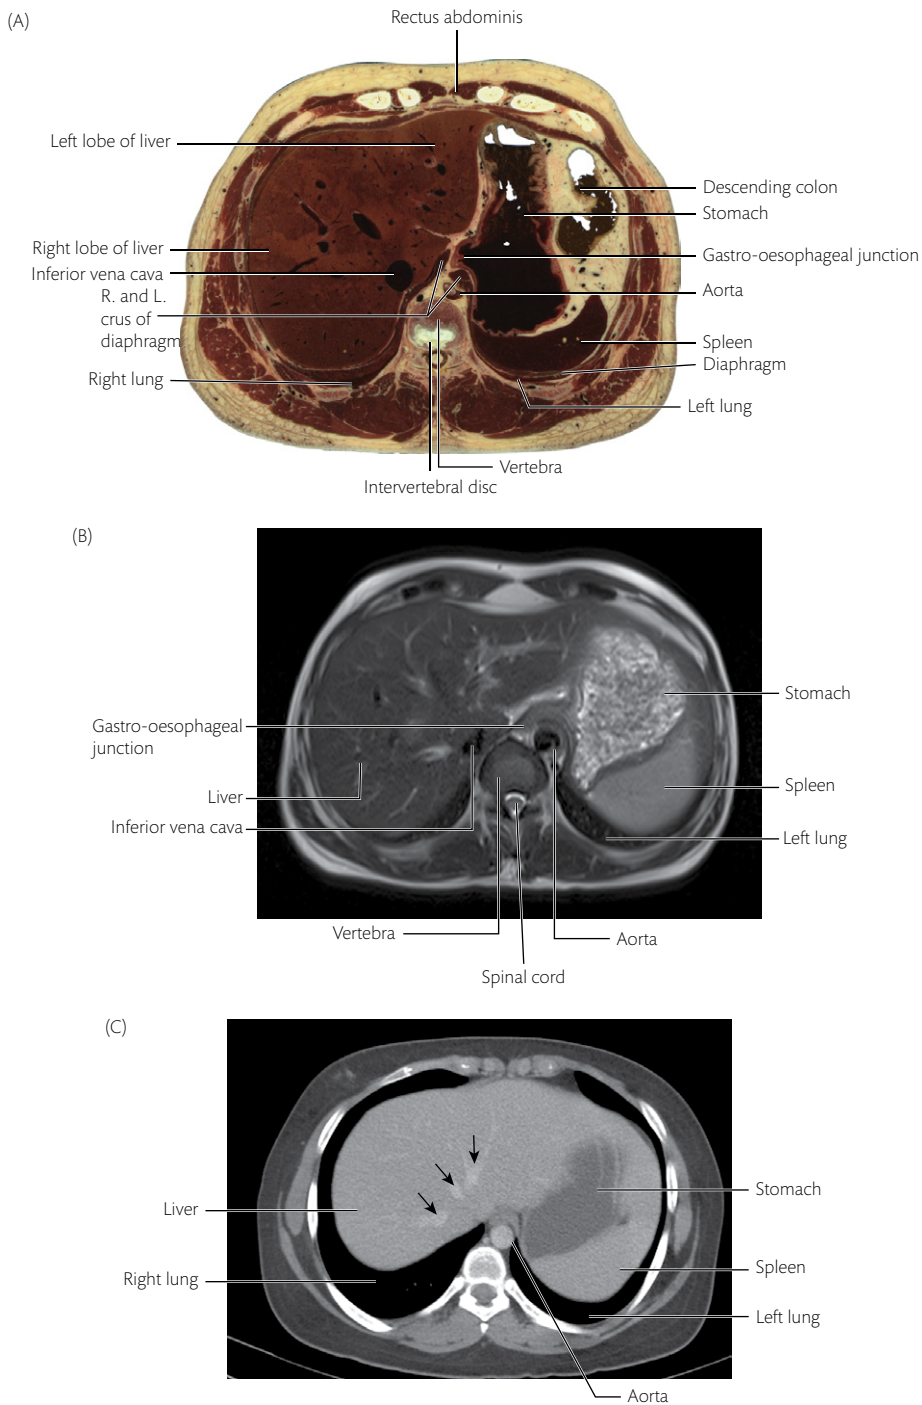 (A)
Rectus abdominis
Left lobe of liver
Right lobe of liver
Inferior vena cava
R. and L.
crus of
diaphragm
Right lung
Descending colon
Stomach
Gastro-oesophageal junction
Aorta
Spleen
Diaphragm
Left lung
Vertebra
Intervertebral disc
(B)
Gastro-oesophageal
junction
Liver
Inferior vena cava
Vertebra
Spinal cord
Stomach
Spleen
Left lung
Aorta
(C)
Liver
Right lung
Stomach
Spleen
Left lung
Aorta